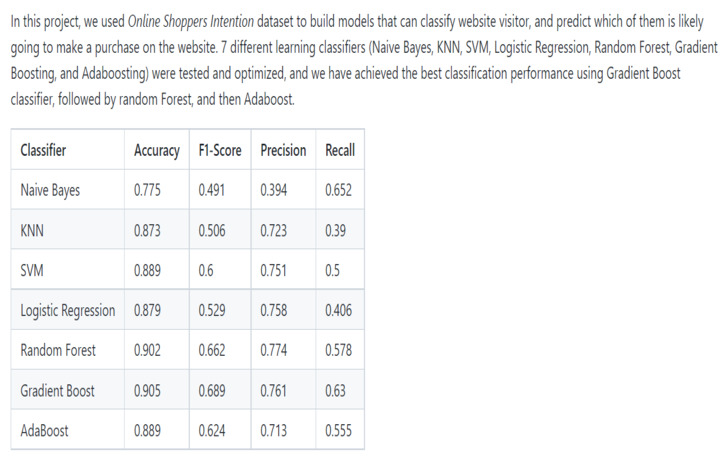 In this project, we used Online Shoppers Intention dataset to build models that can classify website visitor, and predict which of them is likely
going to make a purchase on the website. 7 different learning classifiers (Naive Bayes, KNN, SVM, Logistic Regression, Random Forest, Gradient
Boosting, and Adaboosting) were tested and optimized, and we have achieved the best classification performance using Gradient Boost
classifier, followed by random Forest, and then Adaboost.
Classifier Accuracy F1-Score Precision Recall
Naive Bayes 0.775 0.491 0.394 0.652
KNN 0.873 0.506 0.723 0.39
SVM 0.889 0.6 0.751 0.5
Logistic Regression 0.879 0.529 0.758 0.406
Random Forest 0.902 0.662 0.774 0.578
Gradient Boost 0.905 0.689 0.761 0.63
AdaBoost 0.889 0.624 0.713 0.555